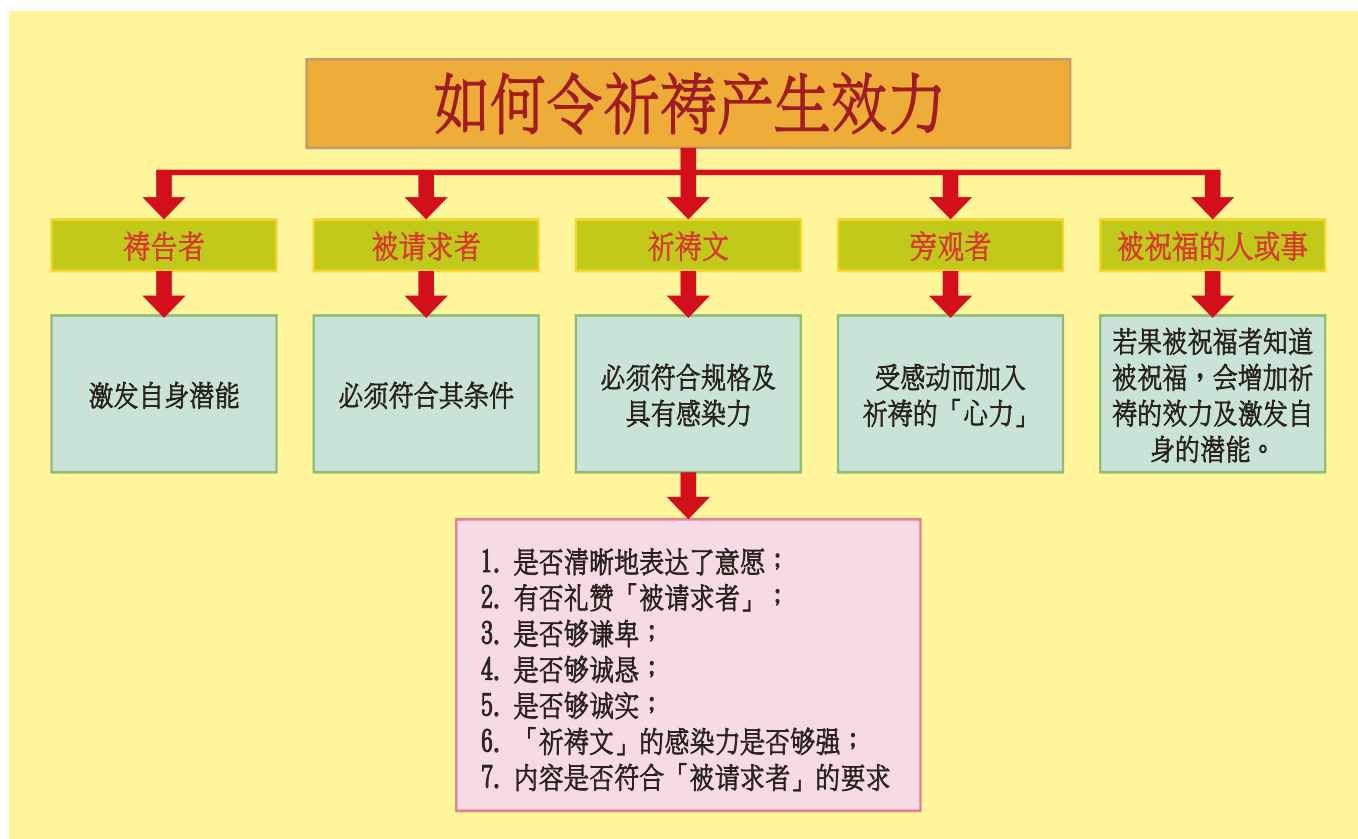 如何令祈祷产生效力
祷告者
被请求者
祈祷文
旁观者
被祝福的人或事
激发自身潜能
必须符合其条件
必须符合规格及
具有感染力
受感动而加入
祈祷的「心力」
若果被祝福者知道
被祝福，会增加祈
祷的效力及激发自
身的潜能。
1. 是否清晰地表达了意愿；
2. 有否礼赞「被请求者」；
3. 是否够谦卑；
4. 是否够诚恳；
5. 是否够诚实；
6. 「祈祷文」的感染力是否够强；
7. 内容是否符合「被请求者」的要求